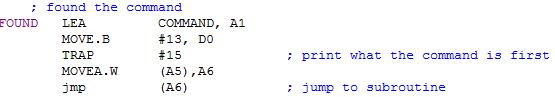 ; found the command
FOUND LEA COMMAND, A1
MOVE.B #13, D0
TRAP #15 ; print what the command is first
MOVEA.W (A5),A6
jmp (A6) ; jump to subroutine